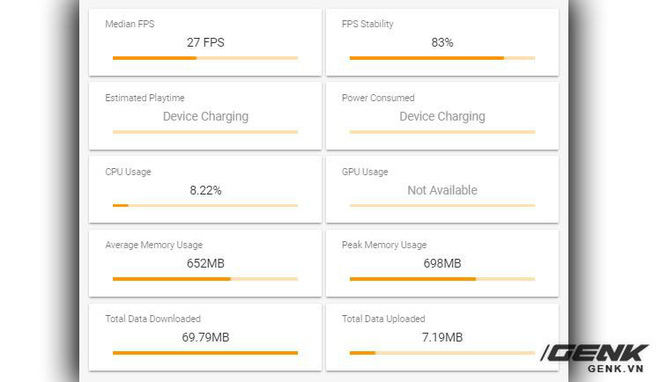 Median FPS
FPS Stability
27 FPS
83%
Estimated Playtime
Power Consumed
Device Charging
Device Charging
CPU Usage
GPU Usage
8.22%
Not Available
Average Memory Usage
Peak Memory Usage
652MB
698MB
Total Data Downloaded
Total Data Uploaded
69.79MB
7.19MB
GENK
GENK.VN